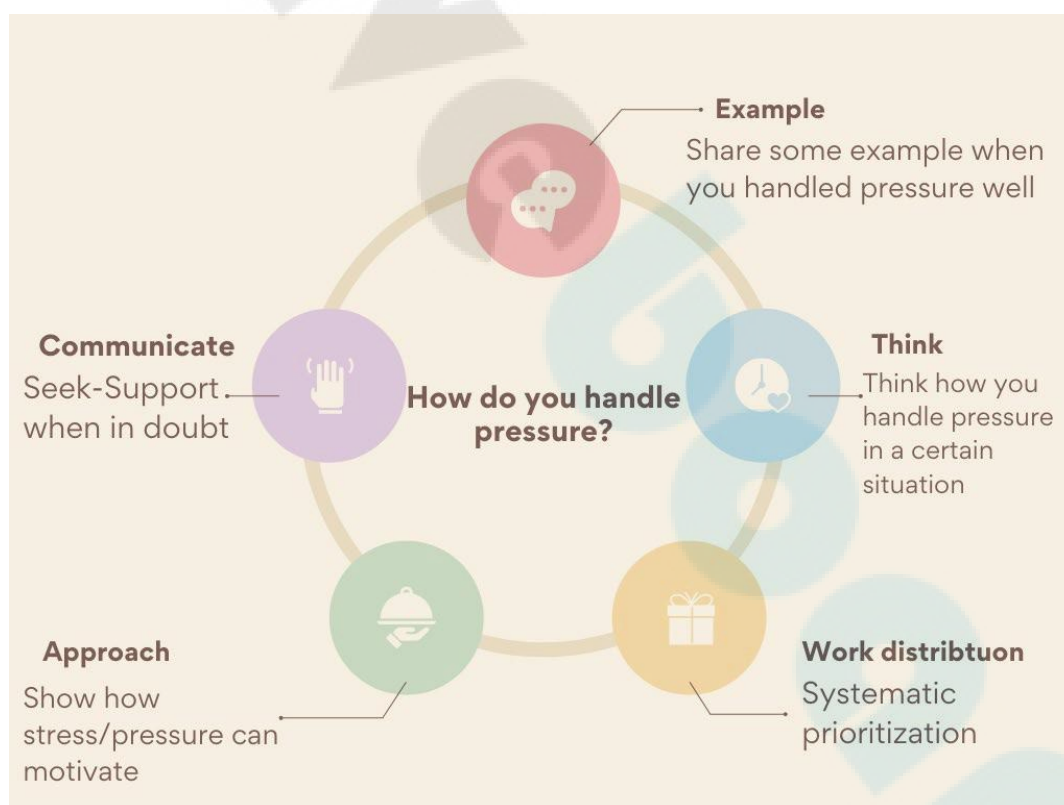 Example
Share some example when
you handled pressure well
Think
Think how you
handle pressure
in a certain
situation
Work distribtuon
Systematic
prioritization
Approach
Show how
stress/pressure can
motivate
Communicate
Seek-Support
when in doubt
How do you handle
pressure?